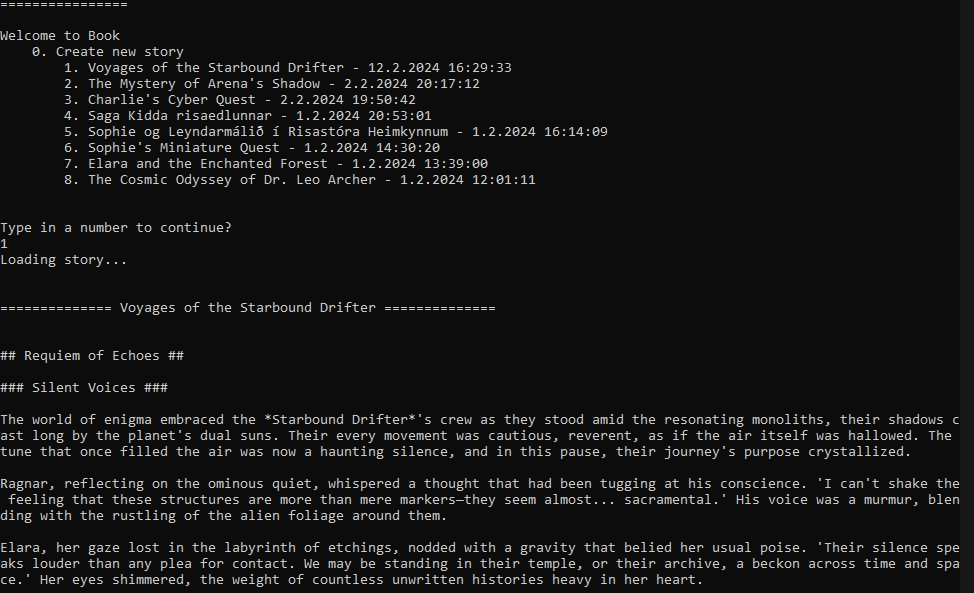 ================
Welcome to Book
0. Create new story
1. Voyages of the Starbound Drifter - 12.2.2024 16:29:33
2. The Mystery of Arena's Shadow - 2.2.2024 20:17:12
3. Charlie's Cyber Quest - 2.2.2024 19:50:42
4. Saga Kidda risaedlunnar - 1.2.2024 20:53:01
5. Sophie og Leyndarmálið í Risastóra Heimkynnum - 1.2.2024 16:14:09
6. Sophie's Miniature Quest - 1.2.2024 14:30:20
7. Elara and the Enchanted Forest - 1.2.2024 13:39:00
8. The Cosmic Odyssey of Dr. Leo Archer - 1.2.2024 12:01:11
Type in a number to continue?
1
Loading story...
============== Voyages of the Starbound Drifter ==============
## Requiem of Echoes ##
### Silent Voices ###
The world of enigma embraced the *Starbound Drifter*'s crew as they stood amid the resonating monoliths, their shadows c
ast long by the planet's dual suns. Their every movement was cautious, reverent, as if the air itself was hallowed. The
tune that once filled the air was now a haunting silence, and in this pause, their journey's purpose crystallized.
Ragnar, reflecting on the ominous quiet, whispered a thought that had been tugging at his conscience. 'I can't shake the
 feeling that these structures are more than mere markers—they seem almost... sacramental.' His voice was a murmur, blen
ding with the rustling of the alien foliage around them.
Elara, her gaze lost in the labyrinth of etchings, nodded with a gravity that belied her usual poise. 'Their silence spe
aks louder than any plea for contact. We may be standing in their temple, or their archive, a beckon across time and spa
ce.' Her eyes shimmered, the weight of countless unwritten histories heavy in her heart.